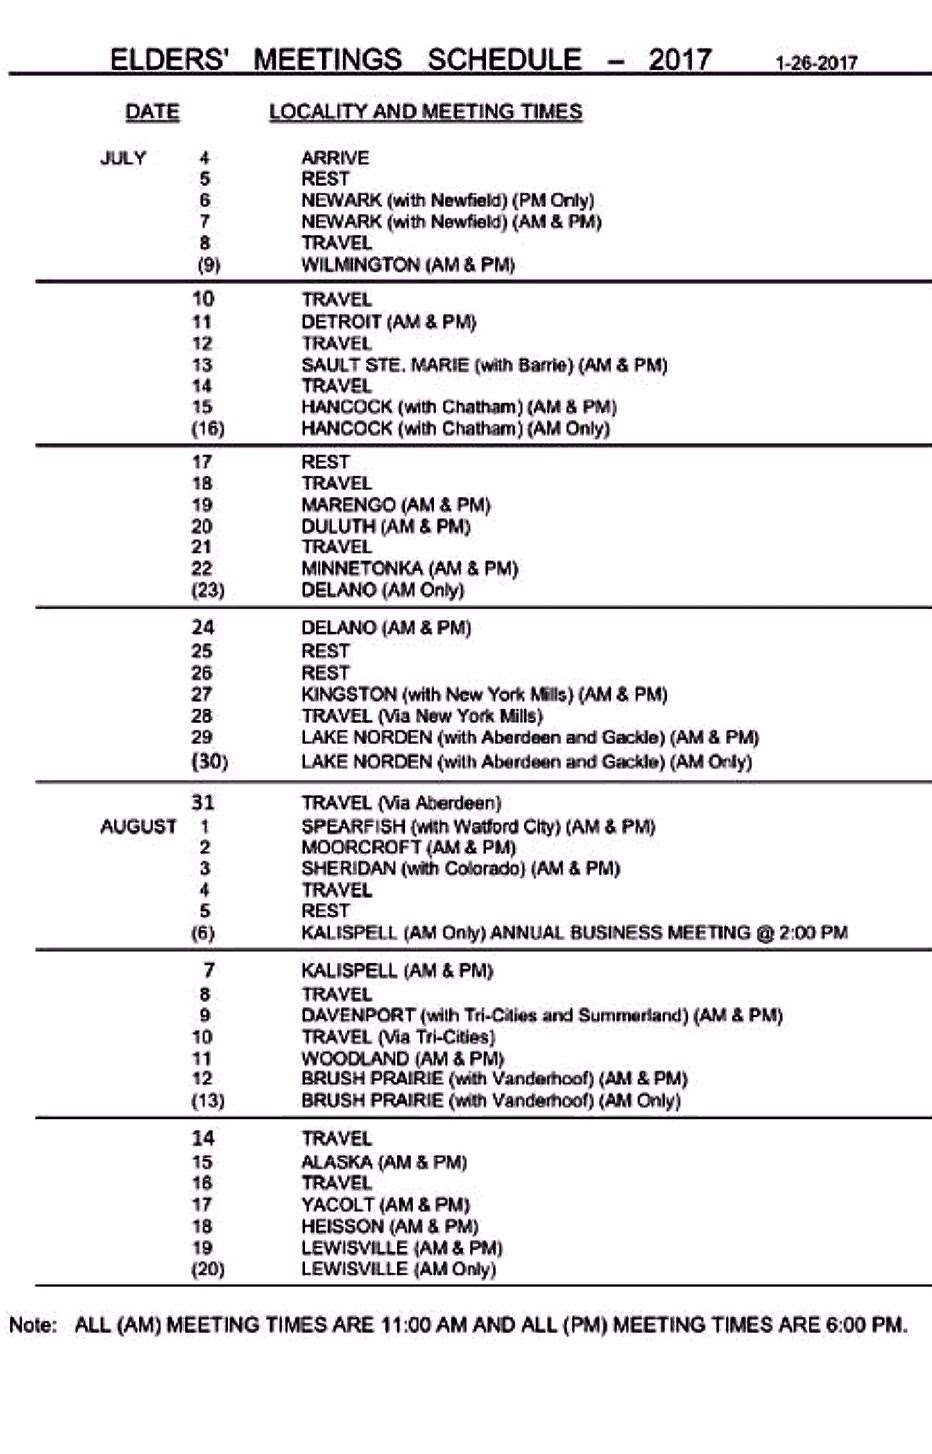 ELDERS' MEETINGS SCHEDULE – 2017 1-26-2017
DATE LOCALITY AND MEETING TIMES
JULY 4 ARRIVE
5 REST
6 NEWARK (with Newfield) (PM Only)
7 NEWARK (with Newfield) (AM & PM)
8 TRAVEL
(9) WILMINGTON (AM & PM)
10 TRAVEL
11 DETROIT (AM & PM)
12 TRAVEL
13 SAULT STE. MARIE (with Barrie) (AM & PM)
14 TRAVEL
15 HANCOCK (with Chatham) (AM & PM)
(16) HANCOCK (with Chatham) (AM Only)
17 REST
18 TRAVEL
19 MARENGO (AM & PM)
20 DULUTH (AM & PM)
21 TRAVEL
22 MINNETONKA (AM & PM)
(23) DELANO (AM Only)
24 DELANO (AM & PM)
25 REST
26 REST
27 KINGSTON (with New York Mills) (AM & PM)
28 TRAVEL (Via New York Mills)
29 LAKE NORDEN (with Aberdeen and Gackle) (AM & PM)
(30) LAKE NORDEN (with Aberdeen and Gackle) (AM Only)
31 TRAVEL (Via Aberdeen)
AUGUST 1 SPEARFISH (with Watford City) (AM & PM)
2 MOORCROFT (AM & PM)
3 SHERIDAN (with Colorado) (AM & PM)
4 TRAVEL
5 REST
(6) KALISPELL (AM Only) ANNUAL BUSINESS MEETING @ 2:00 PM
7 KALISPELL (AM & PM)
8 TRAVEL
9 DAVENPORT (with Tri-Cities and Summerland) (AM & PM)
10 TRAVEL (Via Tri-Cities)
11 WOODLAND (AM & PM)
12 BRUSH PRAIRIE (with Vanderhoof) (AM & PM)
(13) BRUSH PRAIRIE (with Vanderhoof) (AM Only)
14 TRAVEL
15 ALASKA (AM & PM)
16 TRAVEL
17 YACOLT (AM & PM)
18 HEISSON (AM & PM)
19 LEWISVILLE (AM & PM)
(20) LEWISVILLE (AM Only)
Note: ALL (AM) MEETING TIMES ARE 11:00 AM AND ALL (PM) MEETING TIMES ARE 6:00 PM.